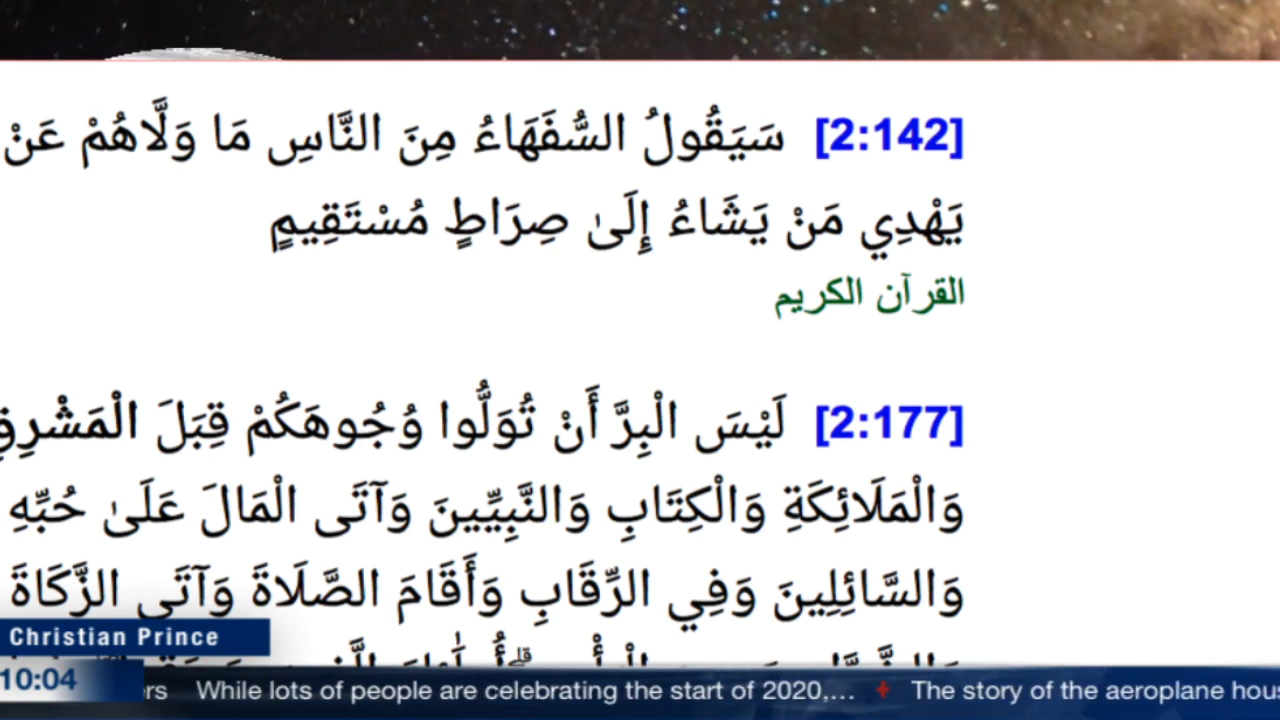 [2:142] سَيَقُولُ السُّفَهَاءُ مِنَ النَّاسِ مَا وَلَّاهُمْ عَنْ
يَهْدِي مَنْ يَشَاءُ إِلَىٰ صِرَاطٍ مُسْتَقِيمٍ
القرآن الكريم
[2:177] لَيْسَ الْبِرَّ أَنْ تُوَلُّوا وُجُوهَكُمْ قِبَلَ الْمَشْرِقِ
وَالْمَلَائِكَةِ وَالْكِتَابِ وَالنَّبِيِّينَ وَآتَى الْمَالَ عَلَىٰ حُبِّهِ
وَالسَّائِلِينَ وَفِي الرِّقَابِ وَأَقَامَ الصَّلَاةَ وَآتَى الزَّكَاةَ
Christian Prince
10:04 ers While lots of people are celebrating the start of 2020,... The story of the aeroplane hous